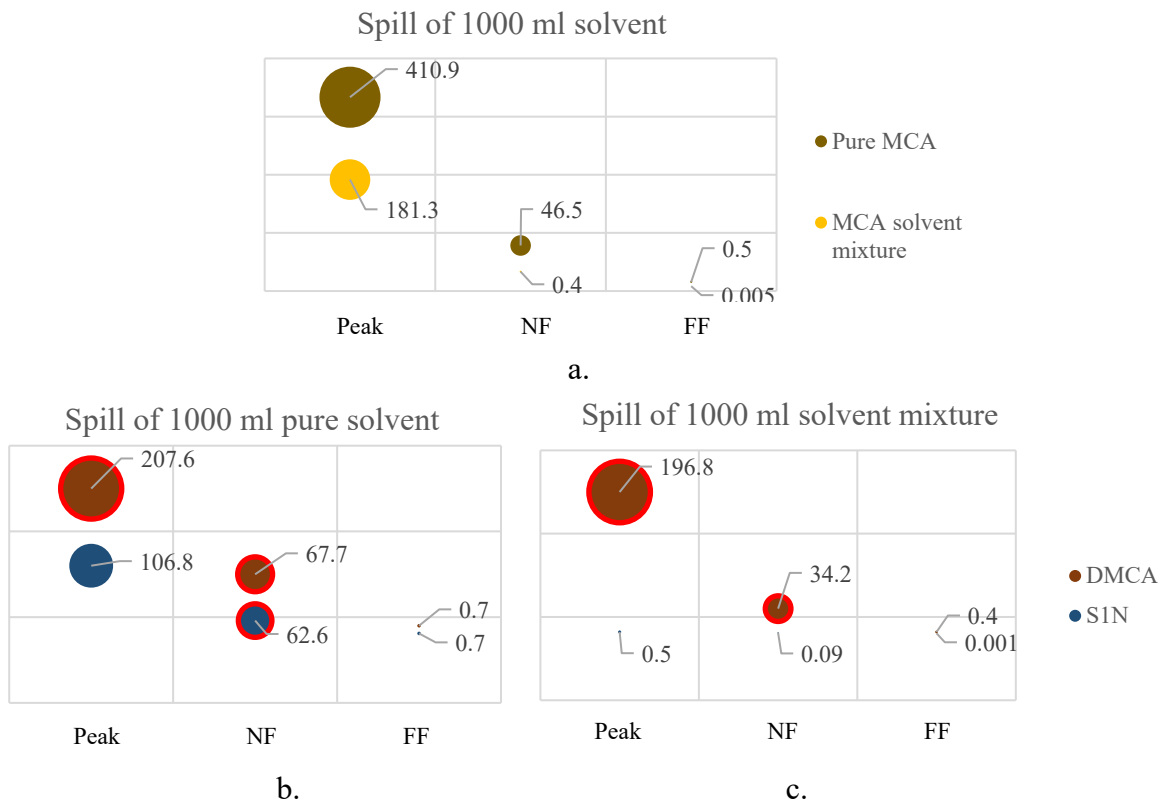 Spill of 1000 ml solvent
410.9
181.3
46.5
0.4
0.5
0.005
Pure MCA
MCA solvent
mixture
Peak NF FF
a.
Spill of 1000 ml pure solvent
207.6
106.8
67.7
62.6
0.7
0.7
Peak NF FF
b.
Spill of 1000 ml solvent mixture
196.8
0.5
34.2
0.09
0.4
0.001
DMCA
S1N
Peak NF FF
c.